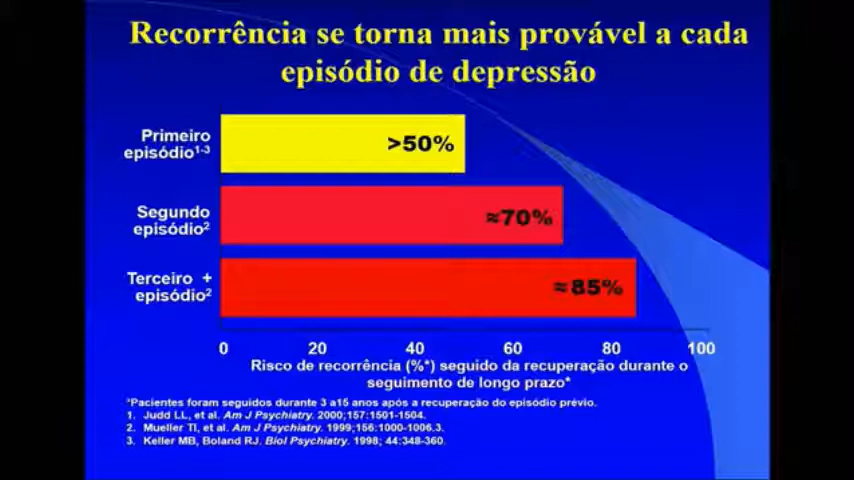 Recorrência se torna mais provável a cada
episódio de depressão
Primeiro
episódio1-3
>50%
Segundo
episódio2
≈70%
Terceiro +
episódio2
≈85%
0 20 40 60 80 100
Risco de recorrência (%*) seguido da recuperação durante o
seguimento de longo prazo*
*Pacientes foram seguidos durante 3 a15 anos após a recuperação do episódio prévio.
1. Judd LL, et al. Am J Psychiatry. 2000;157:1501-1504.
2. Mueller TI, et al. Am J Psychiatry. 1999;156:1000-1006.3.
3. Keller MB, Boland RJ. Biol Psychiatry. 1998; 44:348-360.